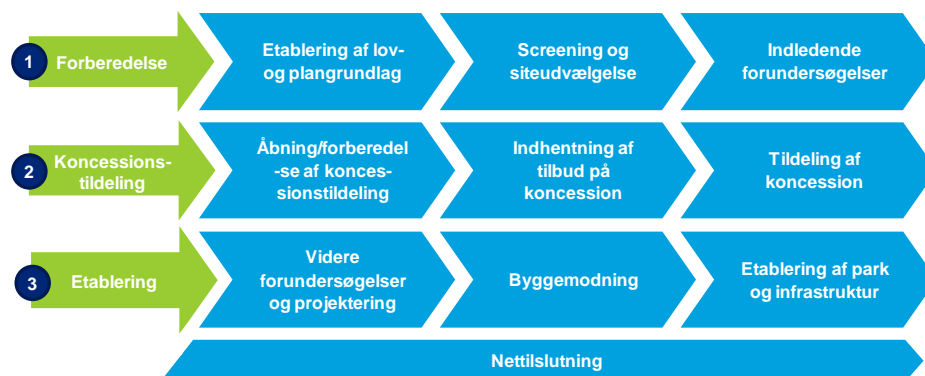 1
Forberedelse
Etablering af lov-
og plangrundlag
Screening og
siteudvælgelse
Indledende
forundersøgelser
2
Koncessions-
tildeling
Åbning/forberedel
-se af konces-
sionstildeling
Indhentning af
tilbud på
koncession
Tildeling af
koncession
3
Etablering
Videre
forundersøgelser
og projektering
Byggemodning
Etablering af park
og infrastruktur
Nettilslutning